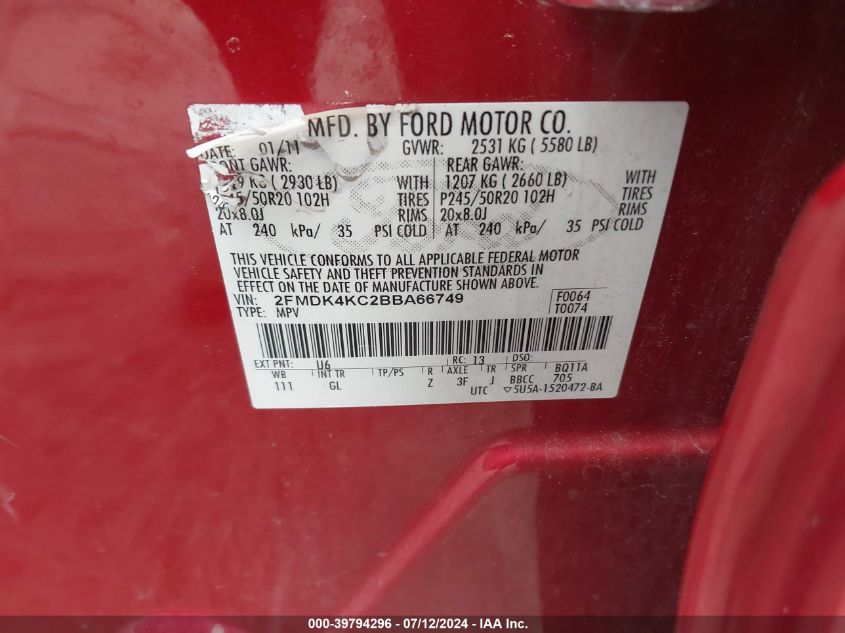 MFD. BY FORD MOTOR CO.
DATE: 01/11 GVWR: 2531 KG ( 5580 LB)
FRONT GAWR: REAR GAWR:
( 2930 LB) WITH 1207 KG ( 2660 LB) WITH
/50R20 102H TIRES P245/50R20 102H TIRES
20x8.0J RIMS 20x8.0J RIMS
AT 240 kPa/ 35 PSI COLD AT 240 kPa/ 35 PSI COLD
THIS VEHICLE CONFORMS TO ALL APPLICABLE FEDERAL MOTOR
VEHICLE SAFETY AND THEFT PREVENTION STANDARDS IN
EFFECT ON THE DATE OF MANUFACTURE SHOWN ABOVE.
VIN: 2FMDK4KC2BBA66749 F0064
TYPE: MPV T0074
EXT PNT: U6 RC: 13 DSO:
WB INT TR TP/PS R AXLE TR SPR BQ11A
111 GL Z 3F J BBCC 705
UTC ▽5U5A-1520472-BA
000-39794296 - 07/12/2024 - IAAI.com